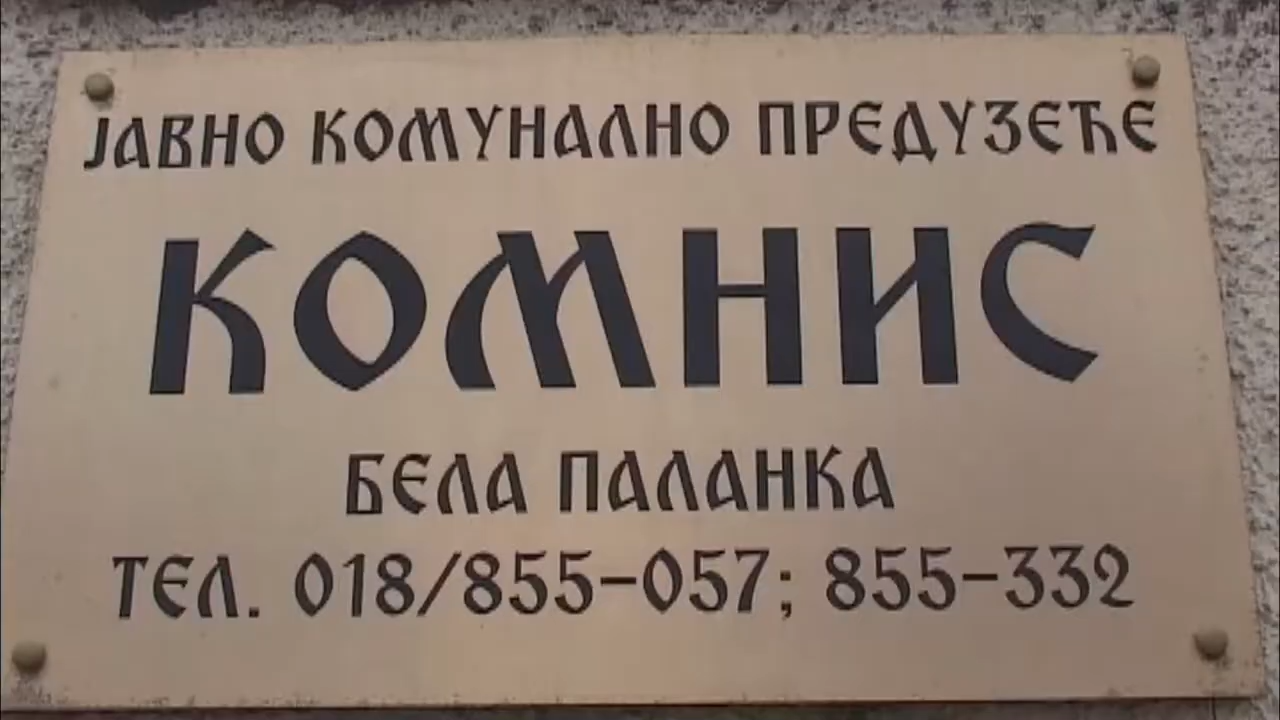 ЈАВНО КОМУНАЛНО ПРЕДУЗЕЋЕ
КОМНИС
БЕЛА ПАЛАНКА
ТЕЛ. 018/855-057; 855-332